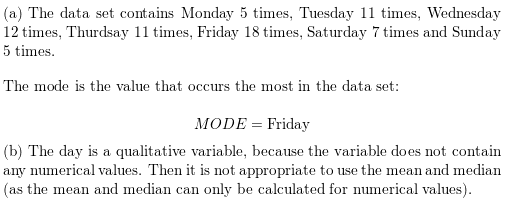 (a) The data set contains Monday 5 times, Tuesday 11 times, Wednesday
12 times, Thurdsay 11 times, Friday 18 times, Saturday 7 times and Sunday
5 times.
The mode is the value that occurs the most in the data set:
MODE = Friday
(b) The day is a qualitative variable, because the variable does not contain
any numerical values. Then it is not appropriate to use the mean and median
(as the mean and median can only be calculated for numerical values).